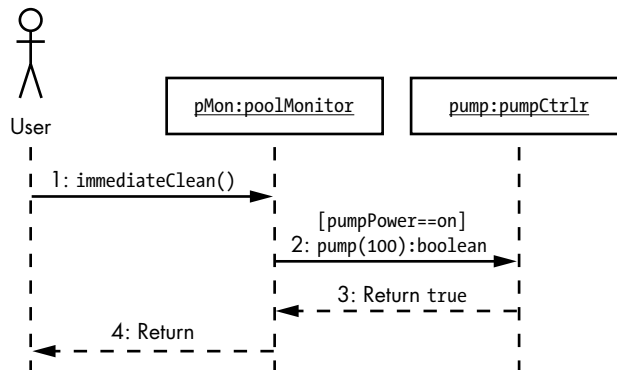 User
pMon:poolMonitor
pump:pumpCtrlr
1: immediateClean()
[pumpPower==on]
2: pump(100):boolean
3: Return true
4: Return